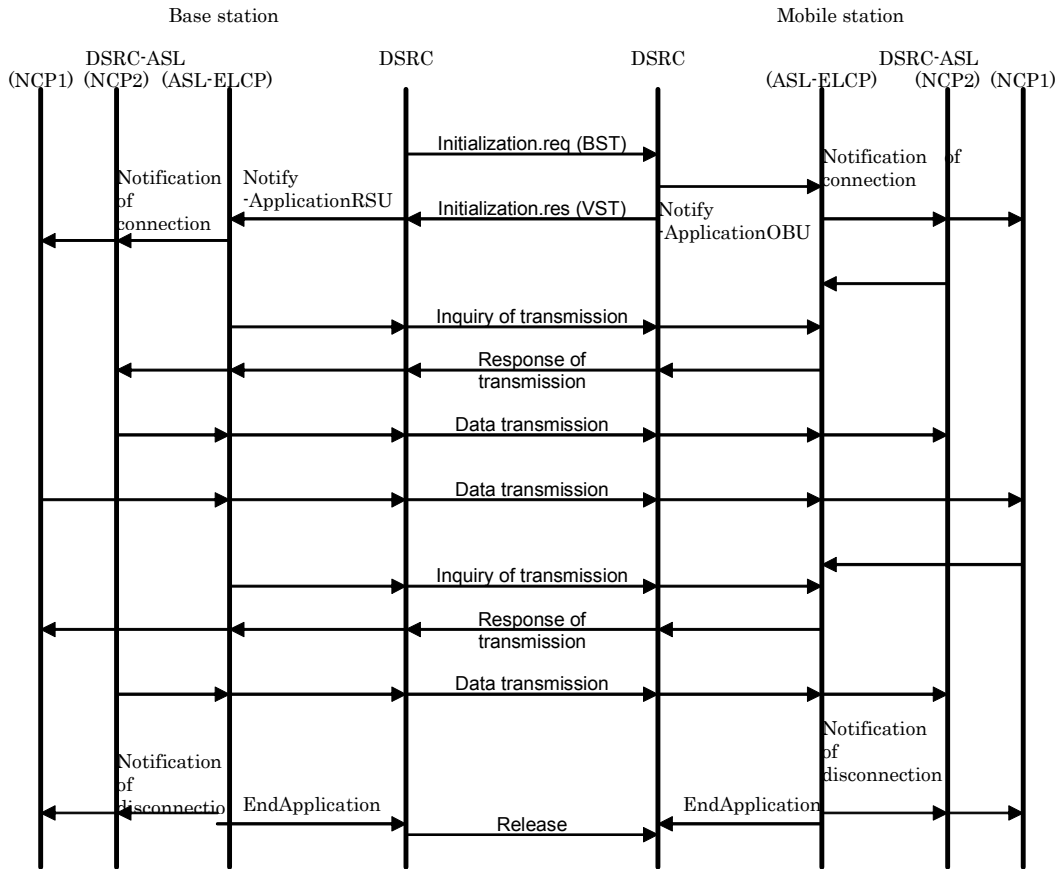 Base station
Mobile station
DSRC-ASL
DSRC
DSRC
DSRC-ASL
(NCP1) (NCP2) (ASL-ELCP)
(ASL-ELCP) (NCP2) (NCP1)
Initialization.req (BST)
Notification of
connection
Notification
of
connection
Notify
-ApplicationRSU
Initialization.res (VST)
Notify
-ApplicationOBU
Inquiry of transmission
Response of
transmission
Data transmission
Data transmission
Inquiry of transmission
Response of
transmission
Data transmission
Notification
of
disconnection
Notification
of
disconnectio
EndApplication
EndApplication
Release